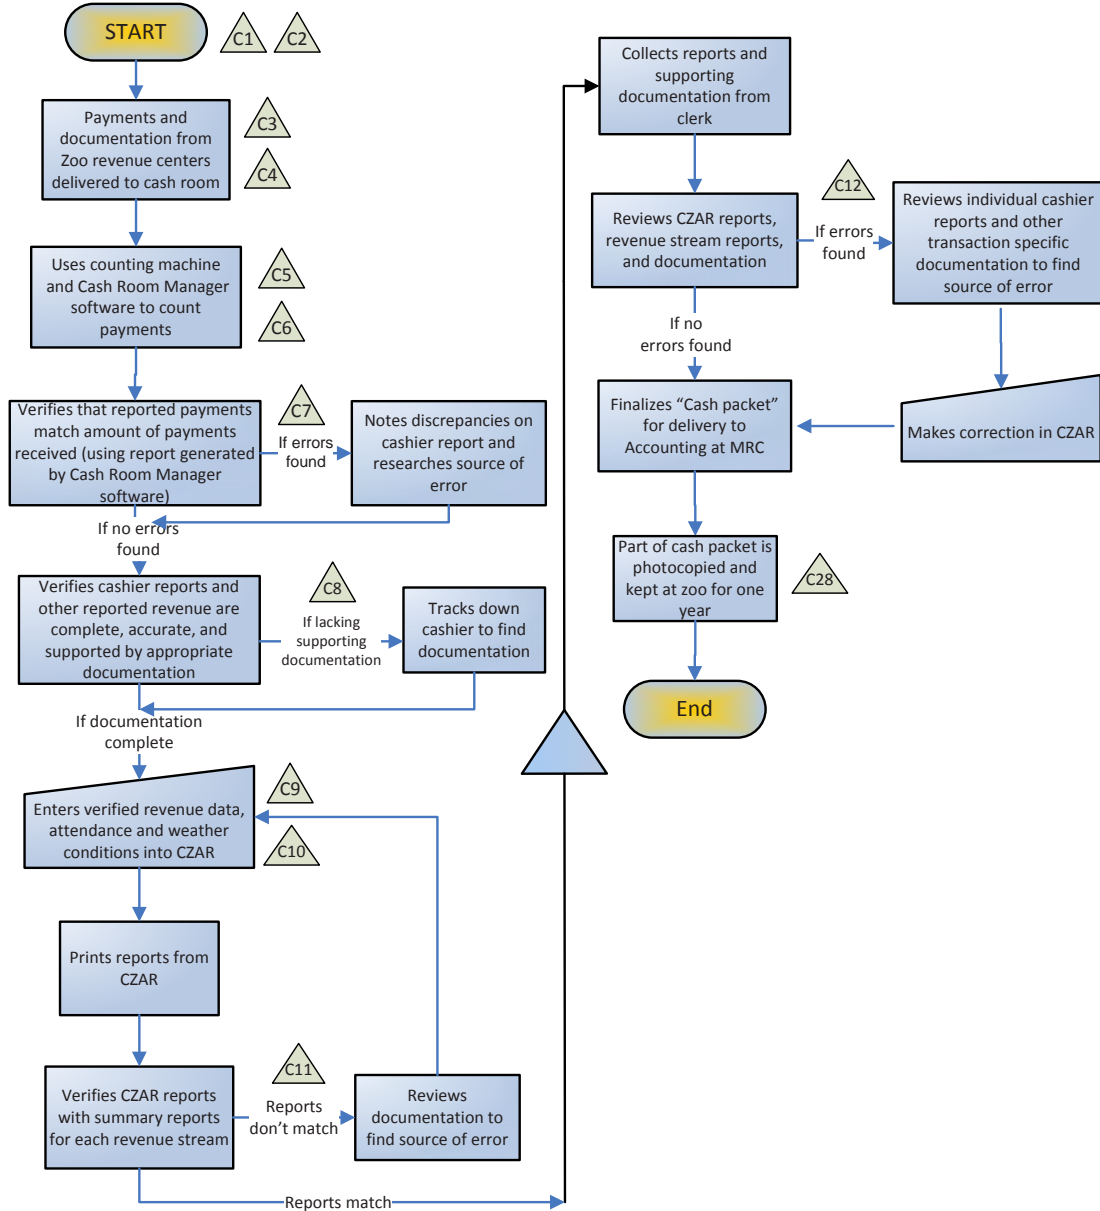 START
C1
C2
Payments and
documentation from
Zoo revenue centers
delivered to cash room
C3
C4
Uses counting machine
and Cash Room Manager
software to count
payments
C5
C6
Verifies that reported payments
match amount of payments
received (using report generated
by Cash Room Manager
software)
C7
If errors
found
Notes discrepancies on
cashier report and
researches source of
error
If no errors
found
Verifies cashier reports and
other reported revenue are
complete, accurate, and
supported by appropriate
documentation
C8
If lacking
supporting
documentation
Tracks down
cashier to find
documentation
If documentation
complete
Enters verified revenue data,
attendance and weather
conditions into CZAR
C9
C10
Prints reports from
CZAR
Verifies CZAR reports
with summary reports
for each revenue stream
C11
Reports
don’t match
Reviews
documentation to
find source of error
Reports match
Collects reports and
supporting
documentation from
clerk
Reviews CZAR reports,
revenue stream reports,
and documentation
C12
If errors
found
Reviews individual cashier
reports and other
transaction specific
documentation to find
source of error
If no
errors found
Makes correction in CZAR
Finalizes “Cash packet”
for delivery to
Accounting at MRC
Part of cash packet is
photocopied and
kept at zoo for one
year
C28
End